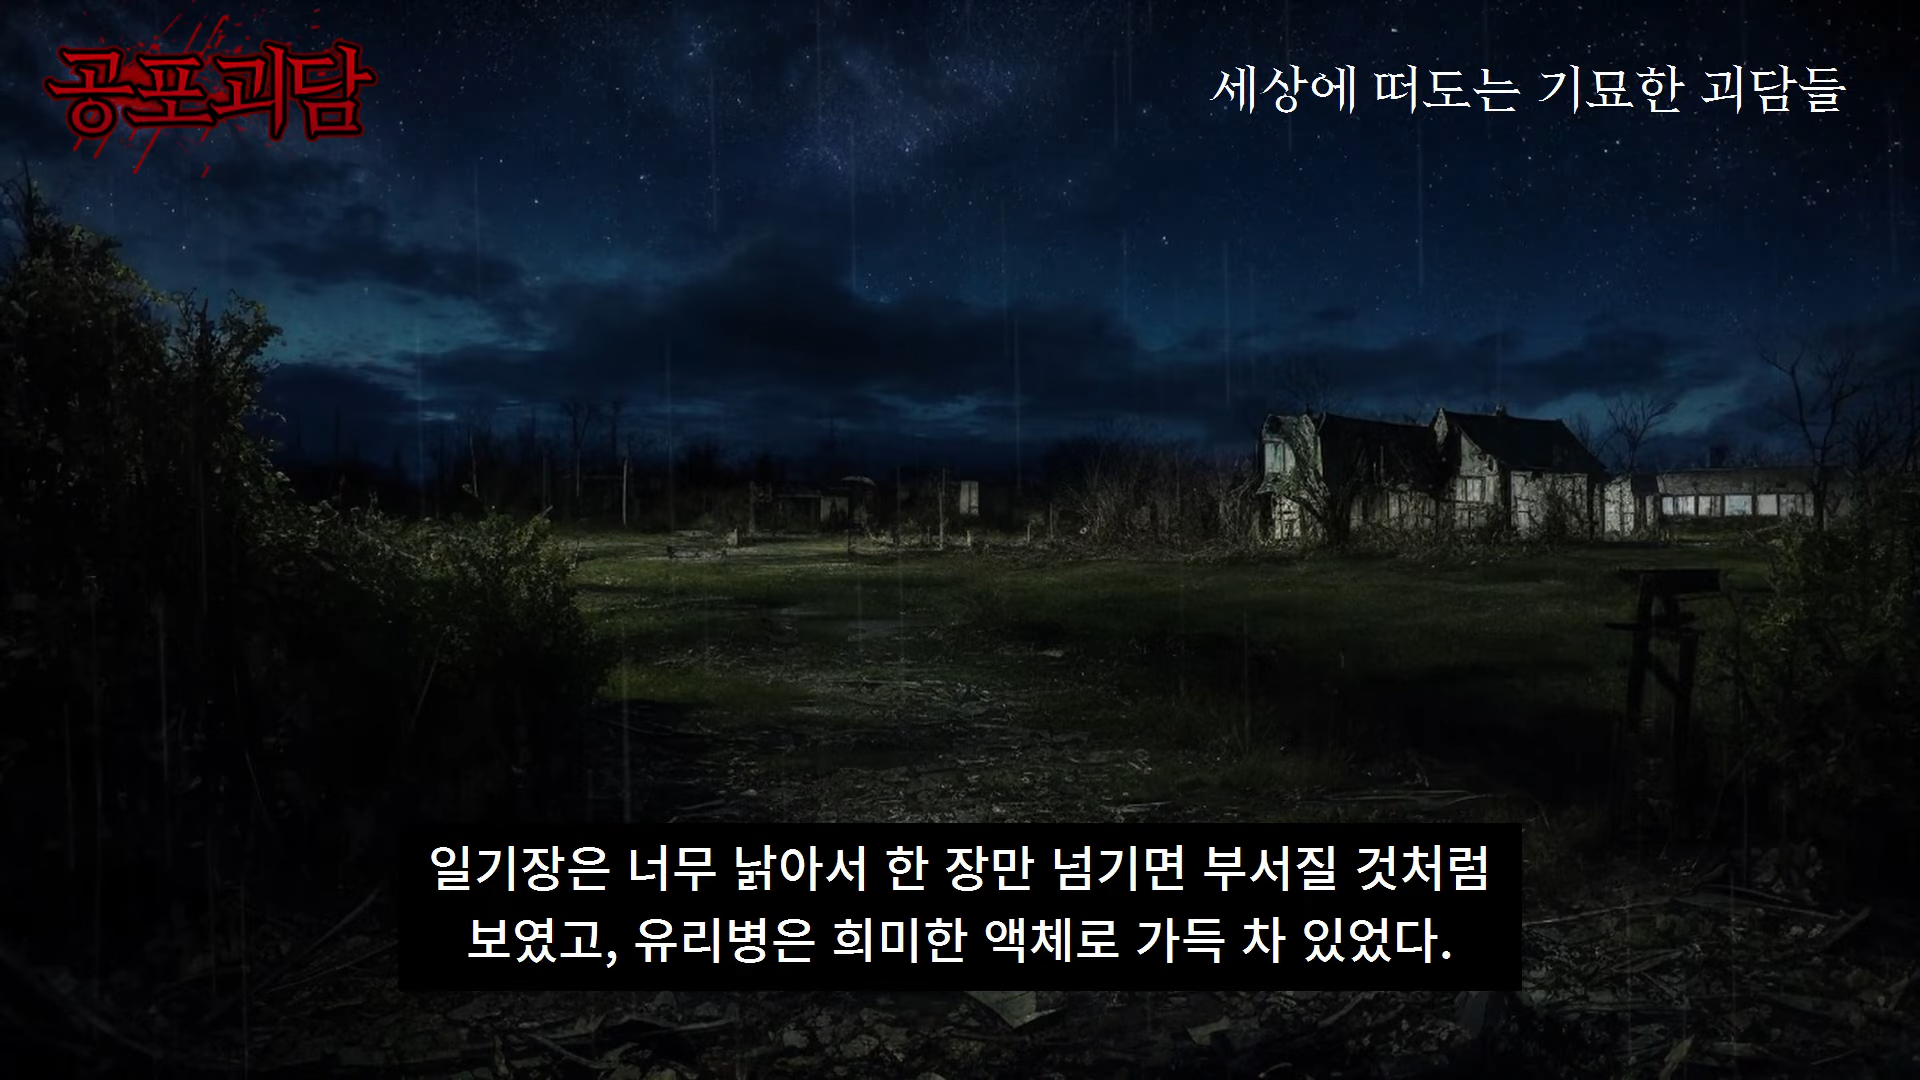 공포괴담
세상에 떠도는 기묘한 괴담들
일기장은 너무 낡아서 한 장만 넘기면 부서질 것처럼
보였고, 유리병은 희미한 액체로 가득 차 있었다.